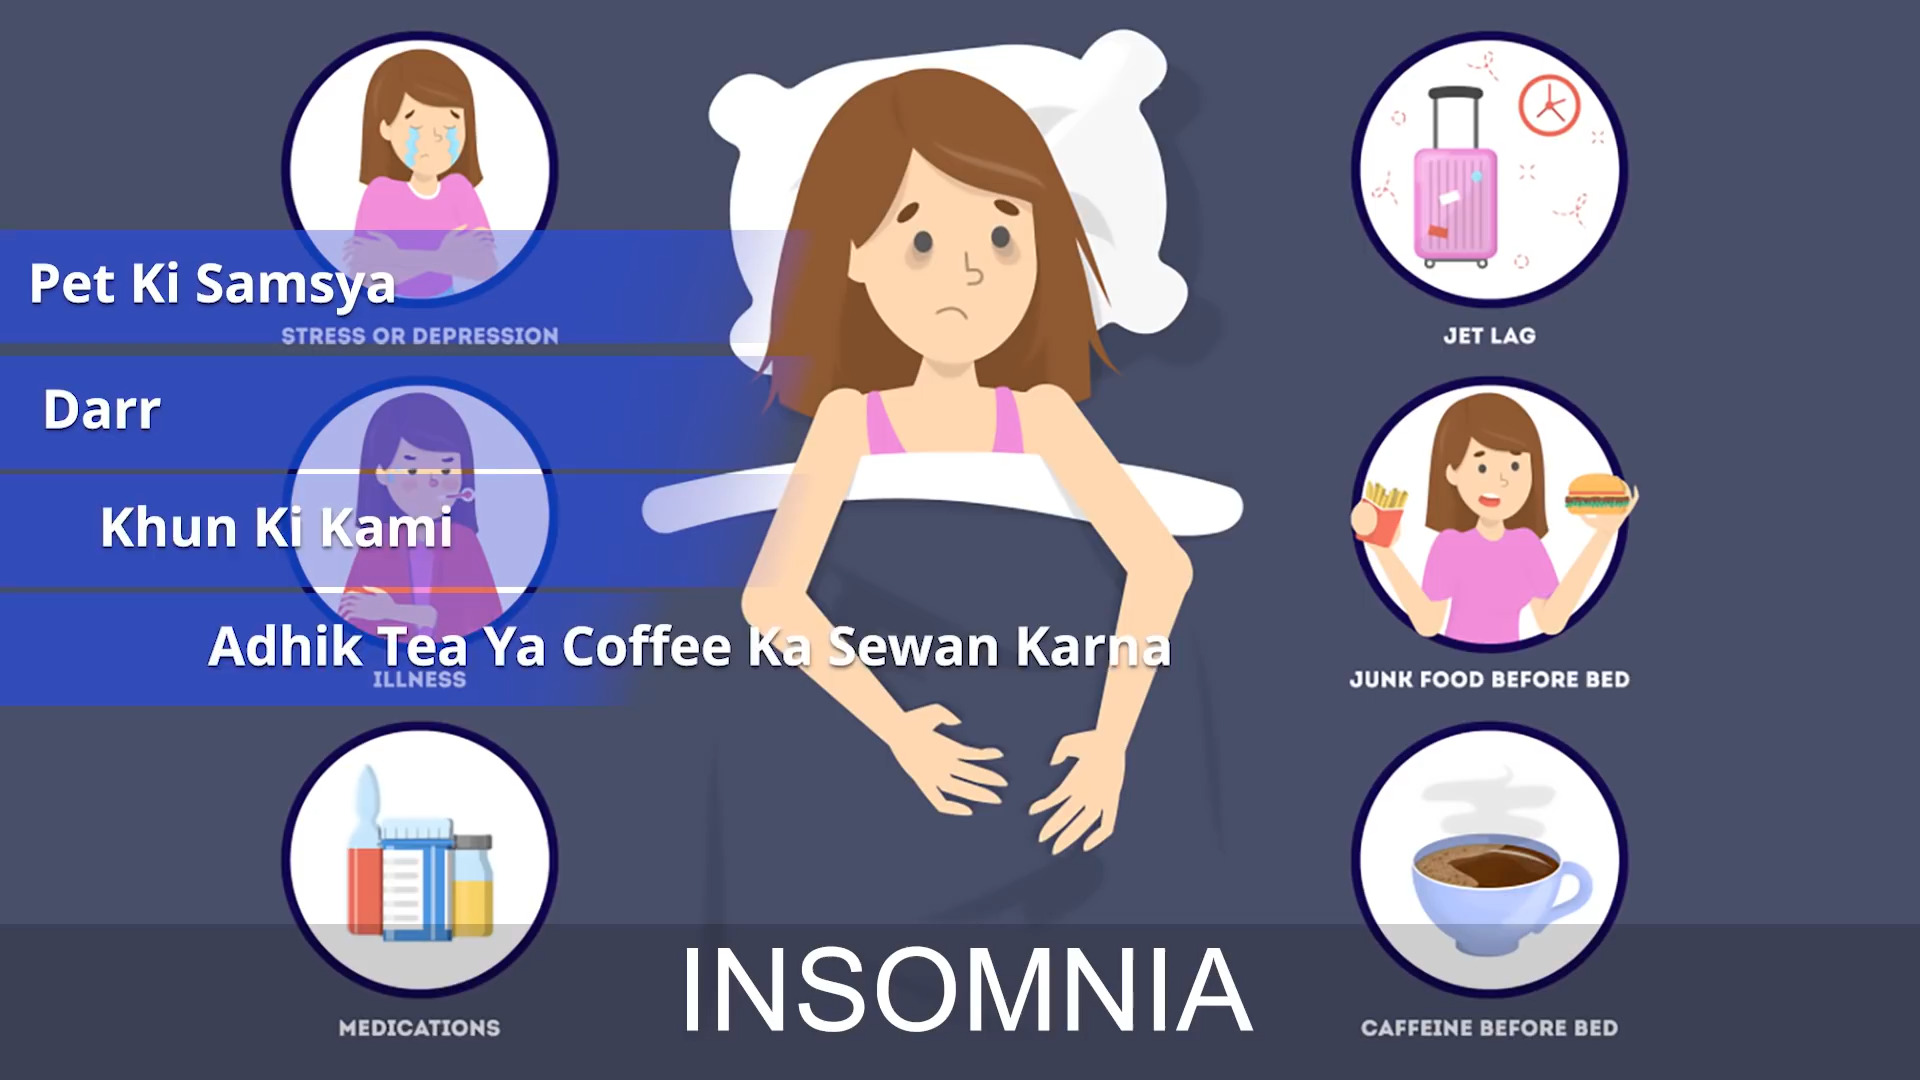 Pet Ki Samsya
STRESS OR DEPRESSION
JET LAG
Darr
Khun Ki Kami
Adhik Tea Ya Coffee Ka Sewan Karna
ILLNESS
JUNK FOOD BEFORE BED
INSOMNIA
MEDICATIONS
CAFFEINE BEFORE BED